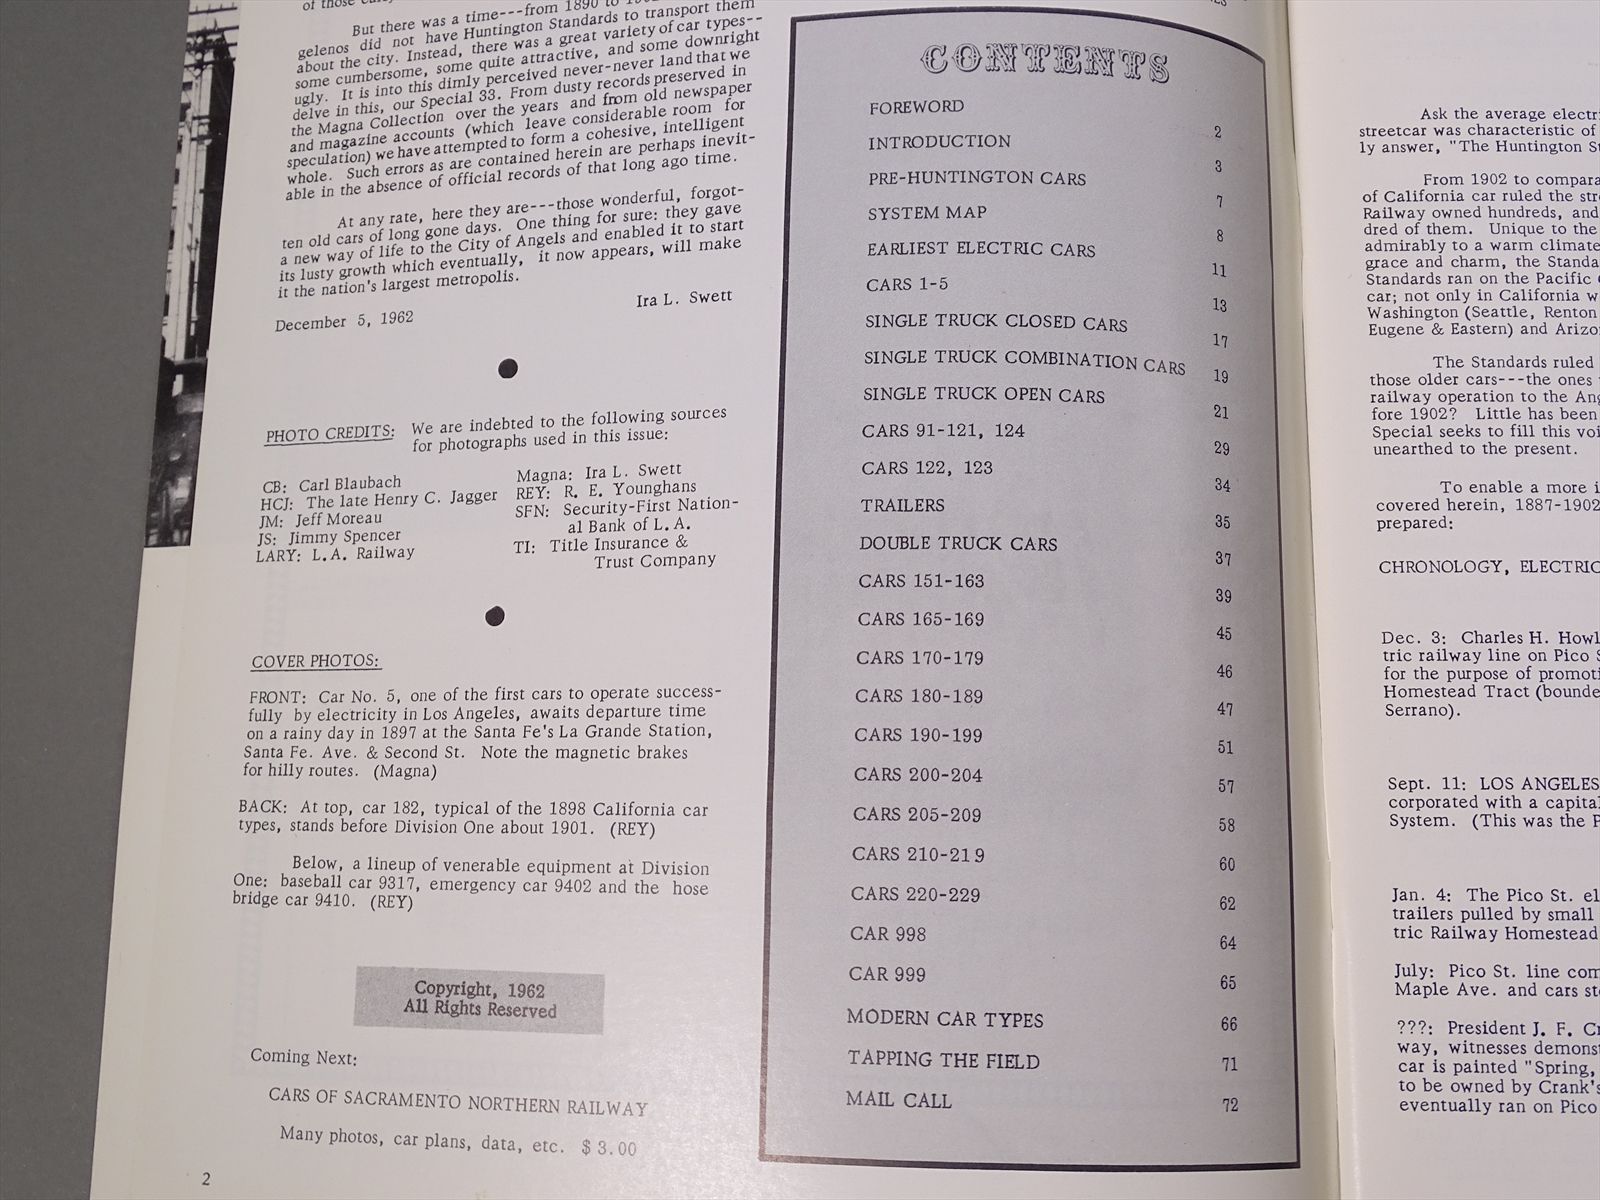 But there was a time---from 1890 to
gelenos did not have Huntington Standards to transport them
about the city. Instead, there was a great variety of car types--
some cumbersome, some quite attractive, and some downright
ugly. It is into this dimly perceived never-never land that we
delve in this, our Special 33. From dusty records preserved in
the Magna Collection over the years and from old newspaper
and magazine accounts (which leave considerable room for
speculation) we have attempted to form a cohesive, intelligent
whole. Such errors as are contained herein are perhaps inevit-
able in the absence of official records of that long ago time.
At any rate, here they are---those wonderful, forgot-
ten old cars of long gone days. One thing for sure: they gave
a new way of life to the City of Angels and enabled it to start
its lusty growth which eventually, it now appears, will make
it the nation's largest metropolis.
Ira L. Swett
December 5, 1962
PHOTO CREDITS: We are indebted to the following sources
for photographs used in this issue:
CB: Carl Blaubach
HCJ: The late Henry C. Jagger
JM: Jeff Moreau
JS: Jimmy Spencer
LARY: L.A. Railway
Magna: Ira L. Swett
REY: R. E. Younghans
SFN: Security-First Nation-
al Bank of L.A.
TI: Title Insurance &
Trust Company
COVER PHOTOS:
FRONT: Car No. 5, one of the first cars to operate success-
fully by electricity in Los Angeles, awaits departure time
on a rainy day in 1897 at the Santa Fe's La Grande Station,
Santa Fe. Ave. & Second St. Note the magnetic brakes
for hilly routes. (Magna)
BACK: At top, car 182, typical of the 1898 California car
types, stands before Division One about 1901. (REY)
Below, a lineup of venerable equipment at Division
One: baseball car 9317, emergency car 9402 and the hose
bridge car 9410. (REY)
Copyright, 1962
All Rights Reserved
Coming Next:
CARS OF SACRAMENTO NORTHERN RAILWAY
Many photos, car plans, data, etc. $3.00
2
CONTENTS
FOREWORD 2
INTRODUCTION 3
PRE-HUNTINGTON CARS 7
SYSTEM MAP 8
EARLIEST ELECTRIC CARS 11
CARS 1-5 13
SINGLE TRUCK CLOSED CARS 17
SINGLE TRUCK COMBINATION CARS 19
SINGLE TRUCK OPEN CARS 21
CARS 91-121, 124 29
CARS 122, 123 34
TRAILERS 35
DOUBLE TRUCK CARS 37
CARS 151-163 39
CARS 165-169 45
CARS 170-179 46
CARS 180-189 47
CARS 190-199 51
CARS 200-204 57
CARS 205-209 58
CARS 210-219 60
CARS 220-229 62
CAR 998 64
CAR 999 65
MODERN CAR TYPES 66
TAPPING THE FIELD 71
MAIL CALL 72
Ask the average electri
streetcar was characteristic of
ly answer, "The Huntington St
From 1902 to compara
of California car ruled the stre
Railway owned hundreds, and
dred of them. Unique to the
admirably to a warm climate
grace and charm, the Standa
Standards ran on the Pacific
car; not only in California w
Washington (Seattle, Renton
Eugene & Eastern) and Arizo
The Standards ruled
those older cars---the ones
railway operation to the Ang
fore 1902? Little has been
Special seeks to fill this voi
unearthed to the present.
To enable a more i
covered herein, 1887-1902
prepared:
CHRONOLOGY, ELECTRIC
Dec. 3: Charles H. Howl
tric railway line on Pico S
for the purpose of promoti
Homestead Tract (bounde
Serrano).
Sept. 11: LOS ANGELES
corporated with a capital
System. (This was the P
Jan. 4: The Pico St. el
trailers pulled by small
tric Railway Homestead
July: Pico St. line com
Maple Ave. and cars sto
???: President J. F. Cr
way, witnesses demonst
car is painted "Spring,
to be owned by Crank's
eventually ran on Pico